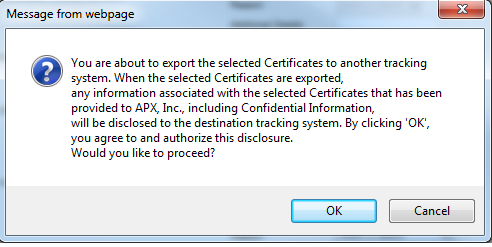 Message from webpage
You are about to export the selected Certificates to another tracking
system. When the selected Certificates are exported,
any information associated with the selected Certificates that has been
provided to APX, Inc., including Confidential Information,
will be disclosed to the destination tracking system. By clicking 'OK',
you agree to and authorize this disclosure.
Would you like to proceed?
OK
Cancel